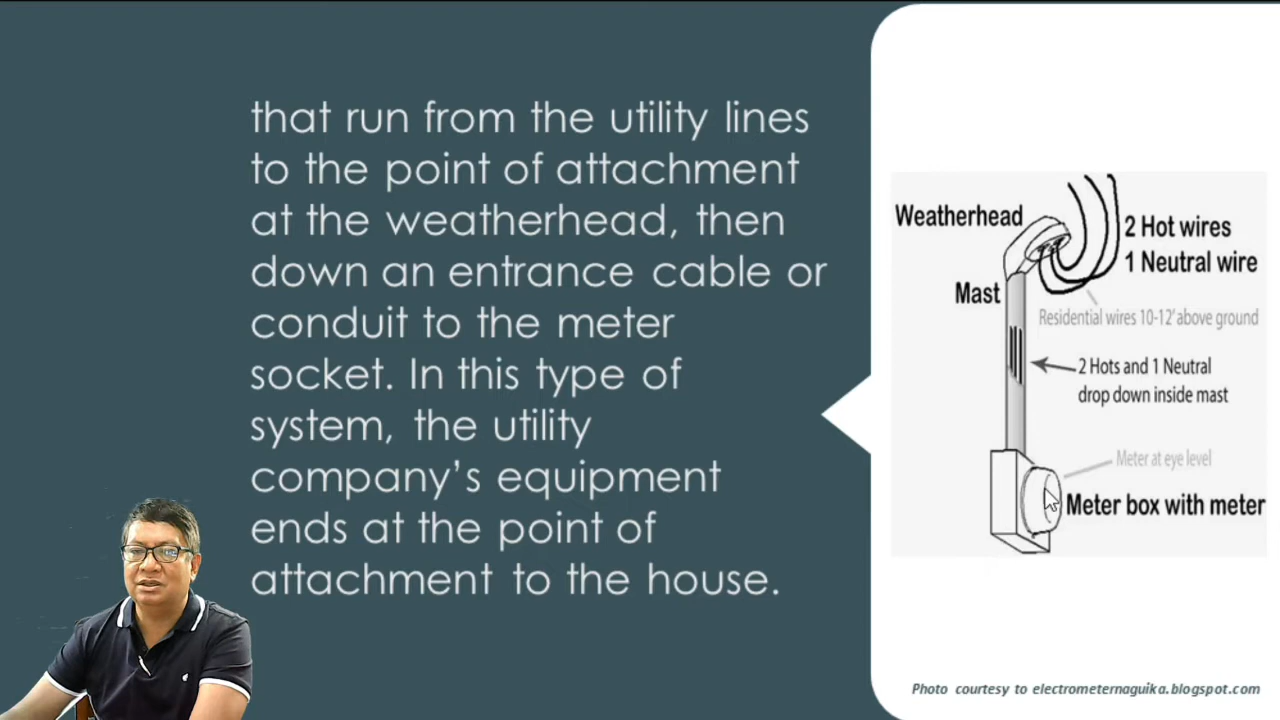 that run from the utility lines
to the point of attachment
at the weatherhead, then
down an entrance cable or
conduit to the meter
socket. In this type of
system, the utility
company's equipment
ends at the point of
attachment to the house.
Weatherhead
2 Hot wires
1 Neutral wire
Mast
Residential wires 10-12' above ground
2 Hots and 1 Neutral
drop down inside mast
Meter at eye level
Meter box with meter
Photo courtesy to electrometernaguika.blogspot.com